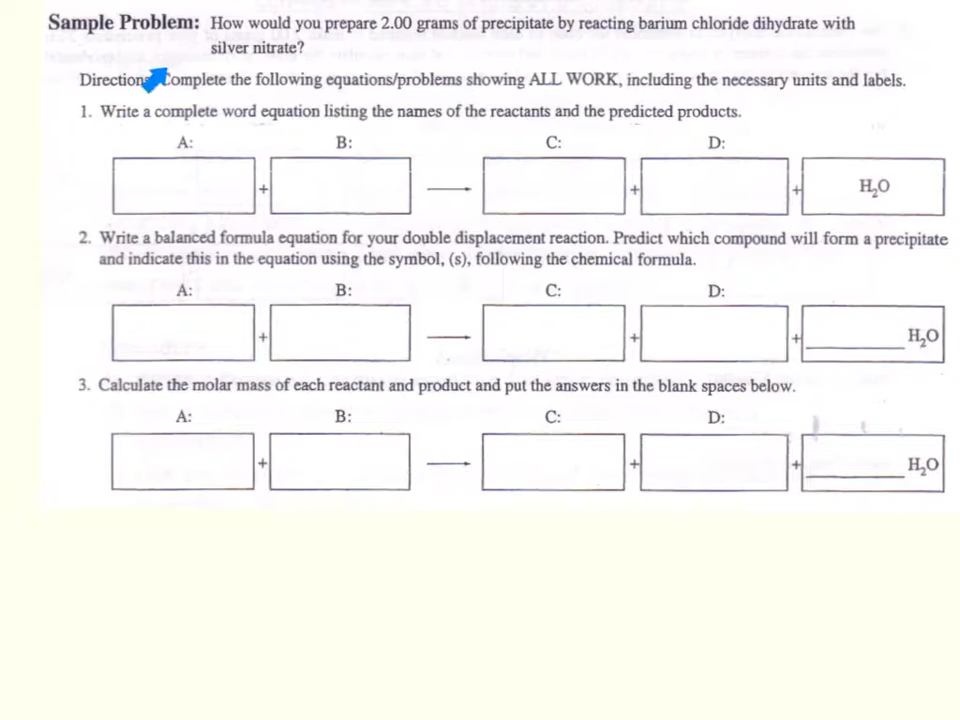 Sample Problem: How would you prepare 2.00 grams of precipitate by reacting barium chloride dihydrate with
silver nitrate?
Directions Complete the following equations/problems showing ALL WORK, including the necessary units and labels.
1. Write a complete word equation listing the names of the reactants and the predicted products.
A: B: C: D:
+ + + H₂O
2. Write a balanced formula equation for your double displacement reaction. Predict which compound will form a precipitate
and indicate this in the equation using the symbol, (s), following the chemical formula.
A: B: C: D:
+ + + ________ H₂O
3. Calculate the molar mass of each reactant and product and put the answers in the blank spaces below.
A: B: C: D:
+ + + ________ H₂O